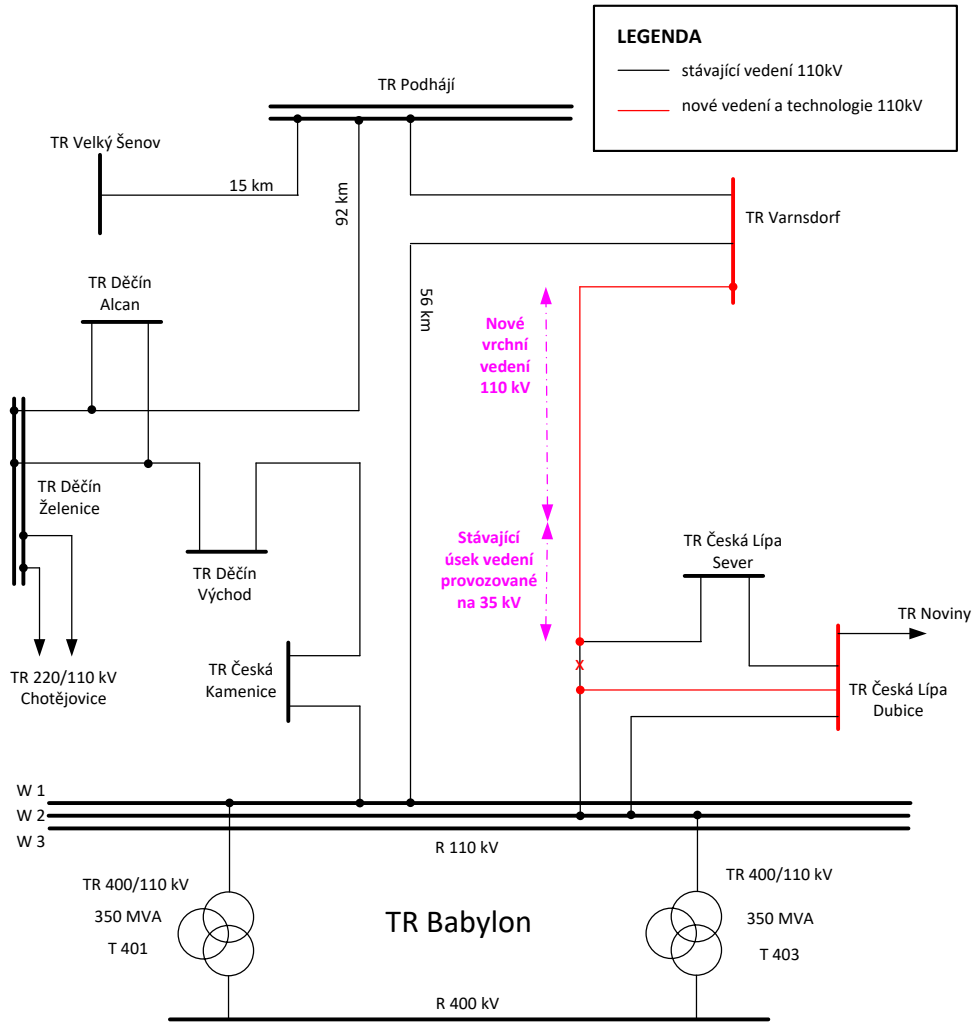 LEGENDA
stávající vedení 110kV
nové vedení a technologie 110kV
TR Podhájí
TR Velký Šenov
15 km
92 km
TR Varnsdorf
TR Děčín
Alcan
56 km
Nové
vrchní
vedení
110 kV
TR Děčín
Želenice
Stávající
úsek vedení
provozované
na 35 kV
TR Česká Lípa
Sever
TR Děčín
Východ
TR Noviny
TR 220/110 kV
Chotějovice
TR Česká
Kamenice
x
TR Česká Lípa
Dubice
W 1
W 2
W 3
R 110 kV
TR 400/110 kV
350 MVA
T 401
TR Babylon
TR 400/110 kV
350 MVA
T 403
R 400 kV